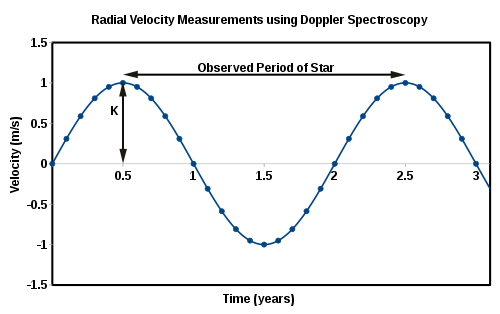 Radial Velocity Measurements using Doppler Spectroscopy
1.5
Observed Period of Star
1
K
0.5
Velocity (m/s)
0
0.5 1 1.5 2 2.5 3
-0.5
-1
-1.5
Time (years)